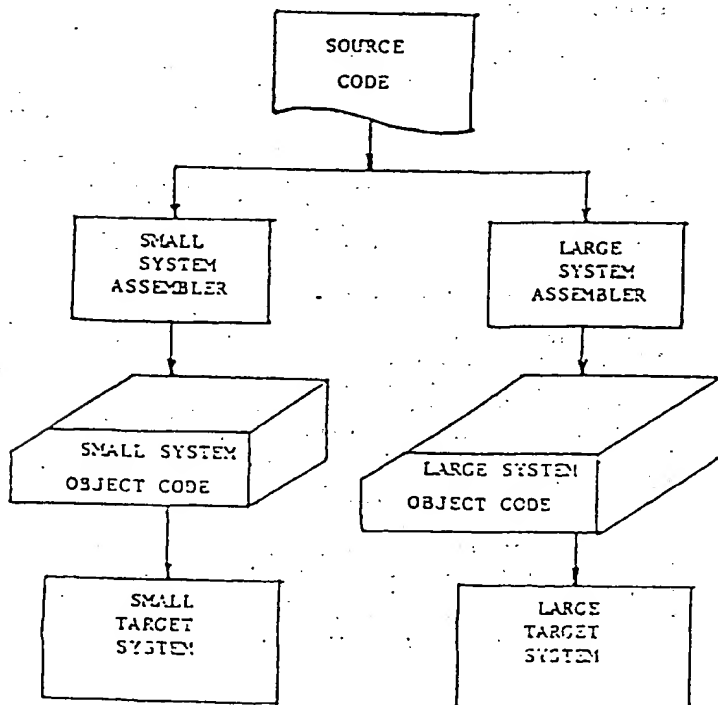 SOURCE
CODE
SMALL
SYSTEM
ASSEMBLER
LARGE
SYSTEM
ASSEMBLER
SMALL SYSTEM
OBJECT CODE
LARGE SYSTEM
OBJECT CODE
SMALL
TARGET
SYSTEM
LARGE
TARGET
SYSTEM